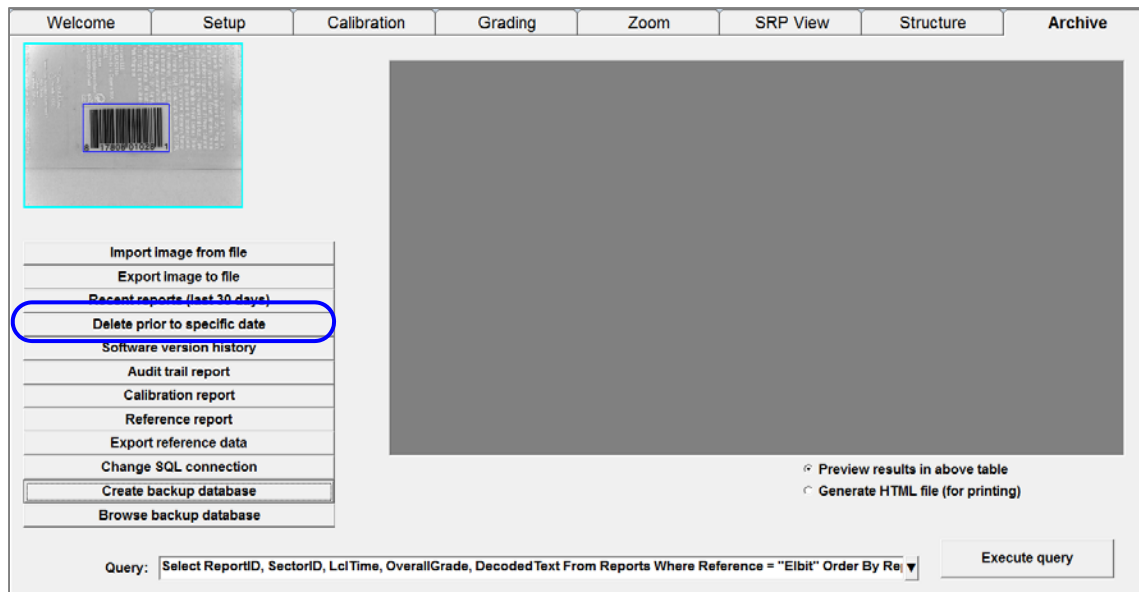 Welcome Setup Calibration Grading Zoom SRP View Structure Archive
Import image from file
Export image to file
Recent reports (last 30 days)
Delete prior to specific date
Software version history
Audit trail report
Calibration report
Reference report
Export reference data
Change SQL connection
Create backup database
Browse backup database
Preview results in above table
Generate HTML file (for printing)
Query: Select ReportID, SectorID, LclTime, OverallGrade, DecodedText From Reports Where Reference = "Elbit" Order By
Execute query